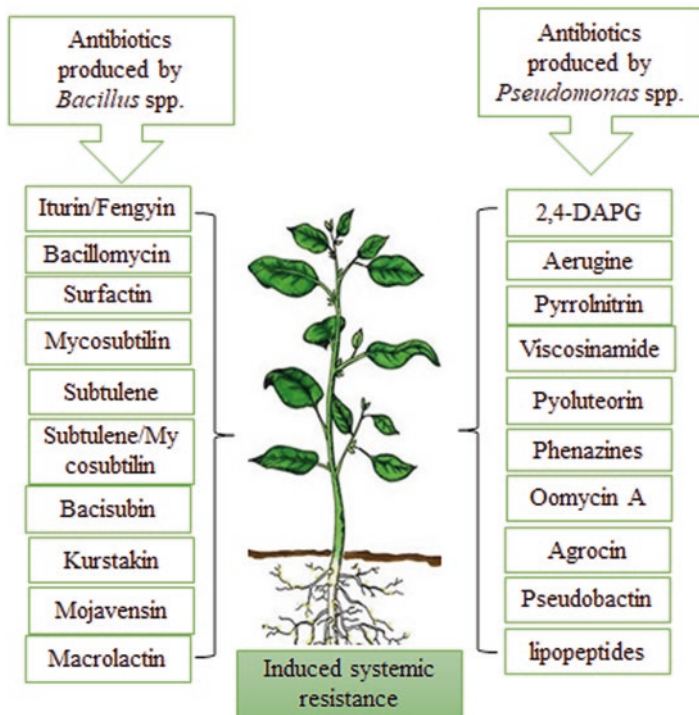 Antibiotics
produced by
Bacillus spp.
Iturin/Fengyin
Bacillomycin
Surfactin
Mycosubtilin
Subtulene
Subtulene/My
cosubtilin
Bacisubin
Kurstakin
Mojavensin
Macrolactin
Antibiotics
produced by
Pseudomonas spp.
2,4-DAPG
Aerugine
Pyrrolnitrin
Viscosinamide
Pyoluteorin
Phenazines
Oomycin A
Agrocin
Pseudobactin
lipopeptides
Induced systemic
resistance